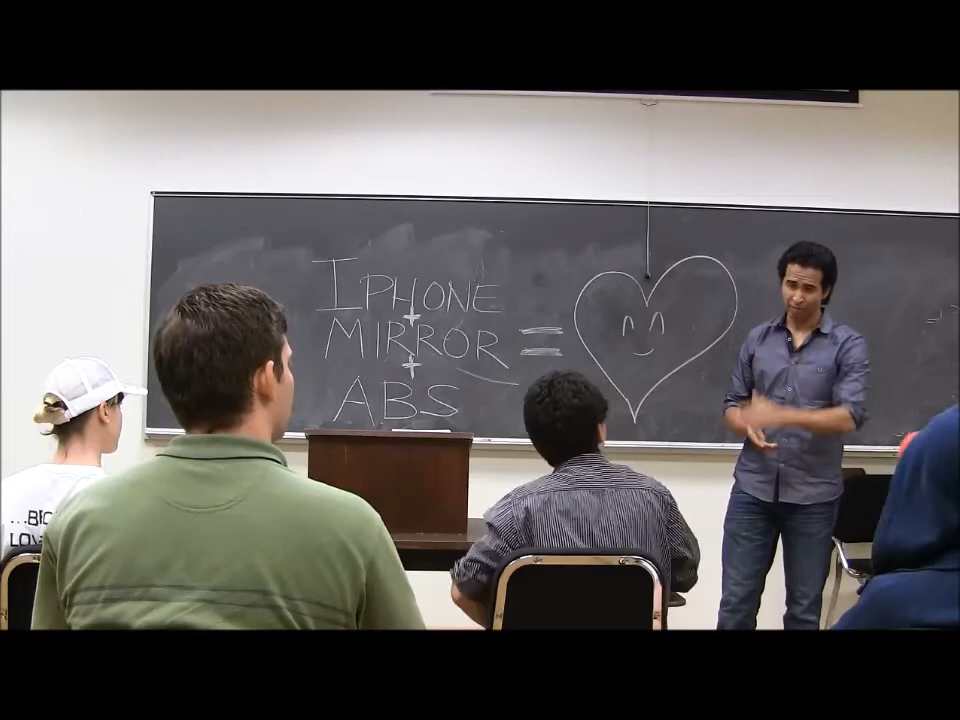 IPHONE
+
MIRROR =
+
ABS